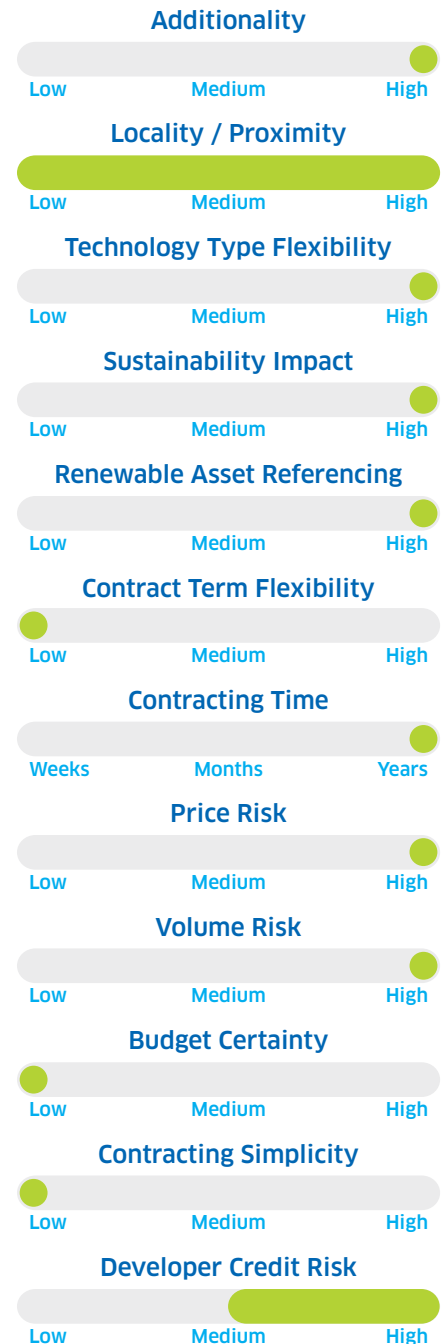 Additionality
Low Medium High
Locality / Proximity
Low Medium High
Technology Type Flexibility
Low Medium High
Sustainability Impact
Low Medium High
Renewable Asset Referencing
Low Medium High
Contract Term Flexibility
Low Medium High
Contracting Time
Weeks Months Years
Price Risk
Low Medium High
Volume Risk
Low Medium High
Budget Certainty
Low Medium High
Contracting Simplicity
Low Medium High
Developer Credit Risk
Low Medium High